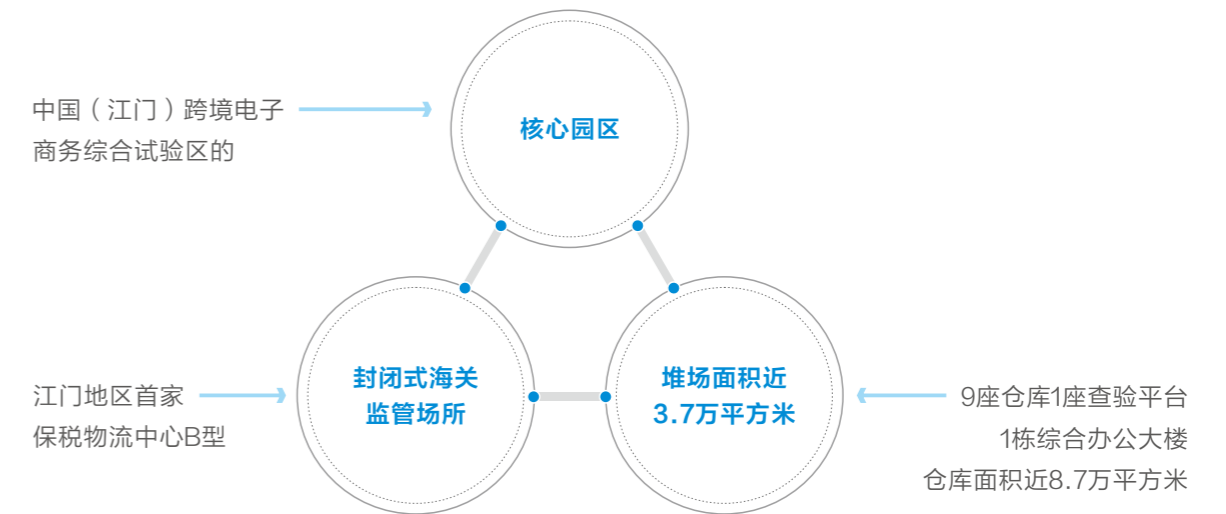 中国（江门）跨境电子
商务综合试验区的
核心园区
江门地区首家
保税物流中心B型
封闭式海关
监管场所
堆场面积近
3.7万平方米
9座仓库1座查验平台
1栋综合办公大楼
仓库面积近8.7万平方米